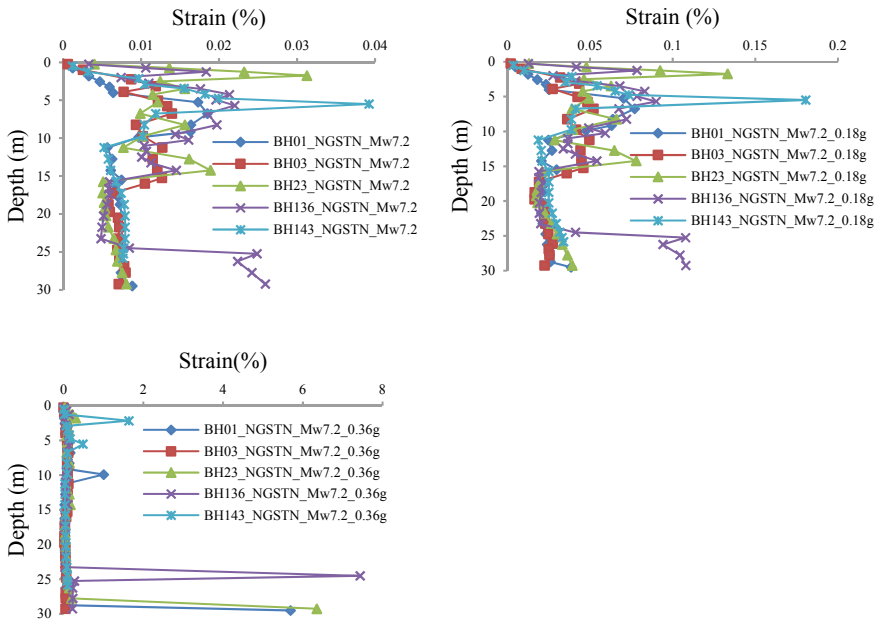 Strain (%)
0 0.01 0.02 0.03 0.04
0
5
10
15
20
25
30
Depth (m)
BH01_NGSTN_Mw7.2
BH03_NGSTN_Mw7.2
BH23_NGSTN_Mw7.2
BH136_NGSTN_Mw7.2
BH143_NGSTN_Mw7.2
Strain (%)
0 0.05 0.1 0.15 0.2
0
5
10
15
20
25
30
Depth (m)
BH01_NGSTN_Mw7.2_0.18g
BH03_NGSTN_Mw7.2_0.18g
BH23_NGSTN_Mw7.2_0.18g
BH136_NGSTN_Mw7.2_0.18g
BH143_NGSTN_Mw7.2_0.18g
Strain(%)
0 2 4 6 8
0
5
10
15
20
25
30
Depth (m)
BH01_NGSTN_Mw7.2_0.36g
BH03_NGSTN_Mw7.2_0.36g
BH23_NGSTN_Mw7.2_0.36g
BH136_NGSTN_Mw7.2_0.36g
BH143_NGSTN_Mw7.2_0.36g